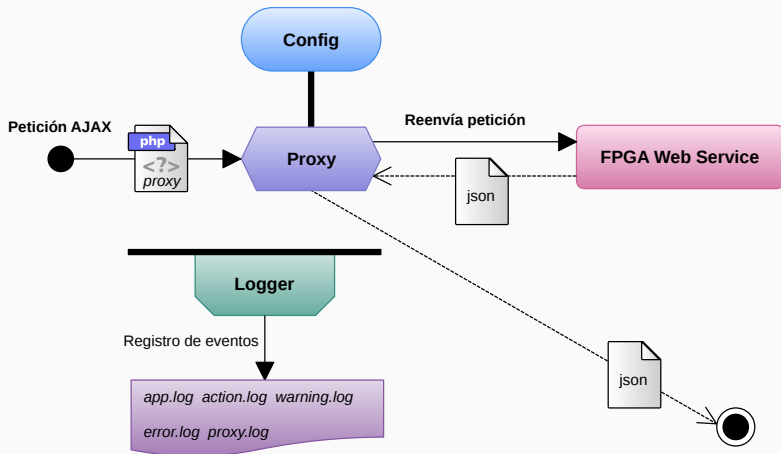 Config
Petición AJAX
Reenvía petición
php
<?>
proxy
Proxy
FPGA Web Service
json
Logger
Registro de eventos
json
app.log action.log warning.log
error.log proxy.log